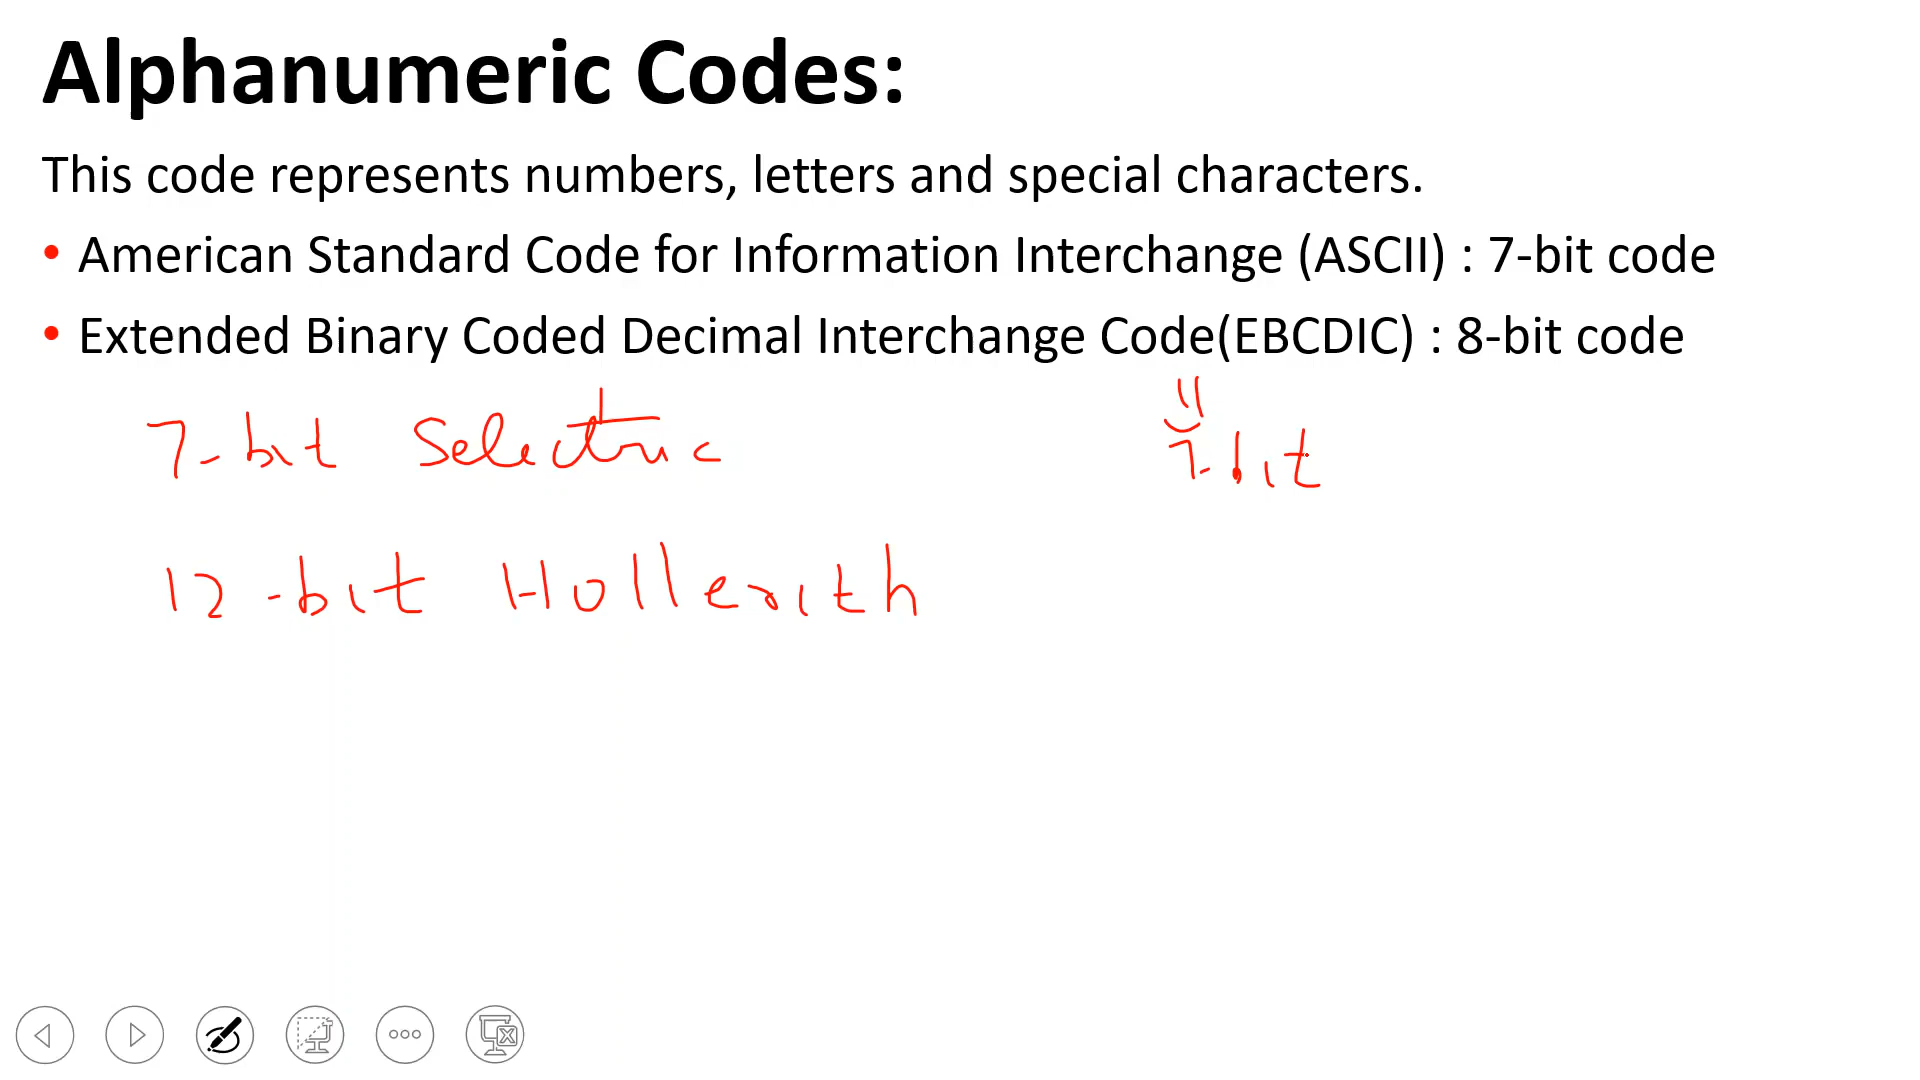 Alphanumeric Codes:
This code represents numbers, letters and special characters.
• American Standard Code for Information Interchange (ASCII) : 7-bit code
• Extended Binary Coded Decimal Interchange Code(EBCDIC) : 8-bit code
7-bit Selectric
7-bit
12-bit Hollerith